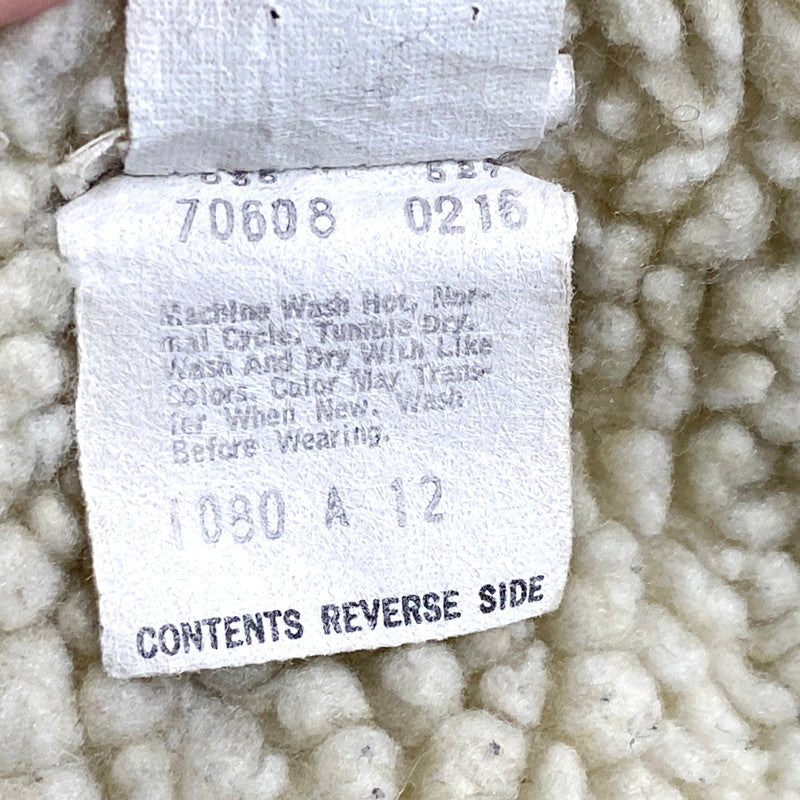 70608 0216
Machine Wash Hot, Nor-
mal Cycle. Tumble Dry.
Wash And Dry With Like
Colors. Color May Trans-
fer When New. Wash
Before Wearing.
1080 A 12
CONTENTS REVERSE SIDE